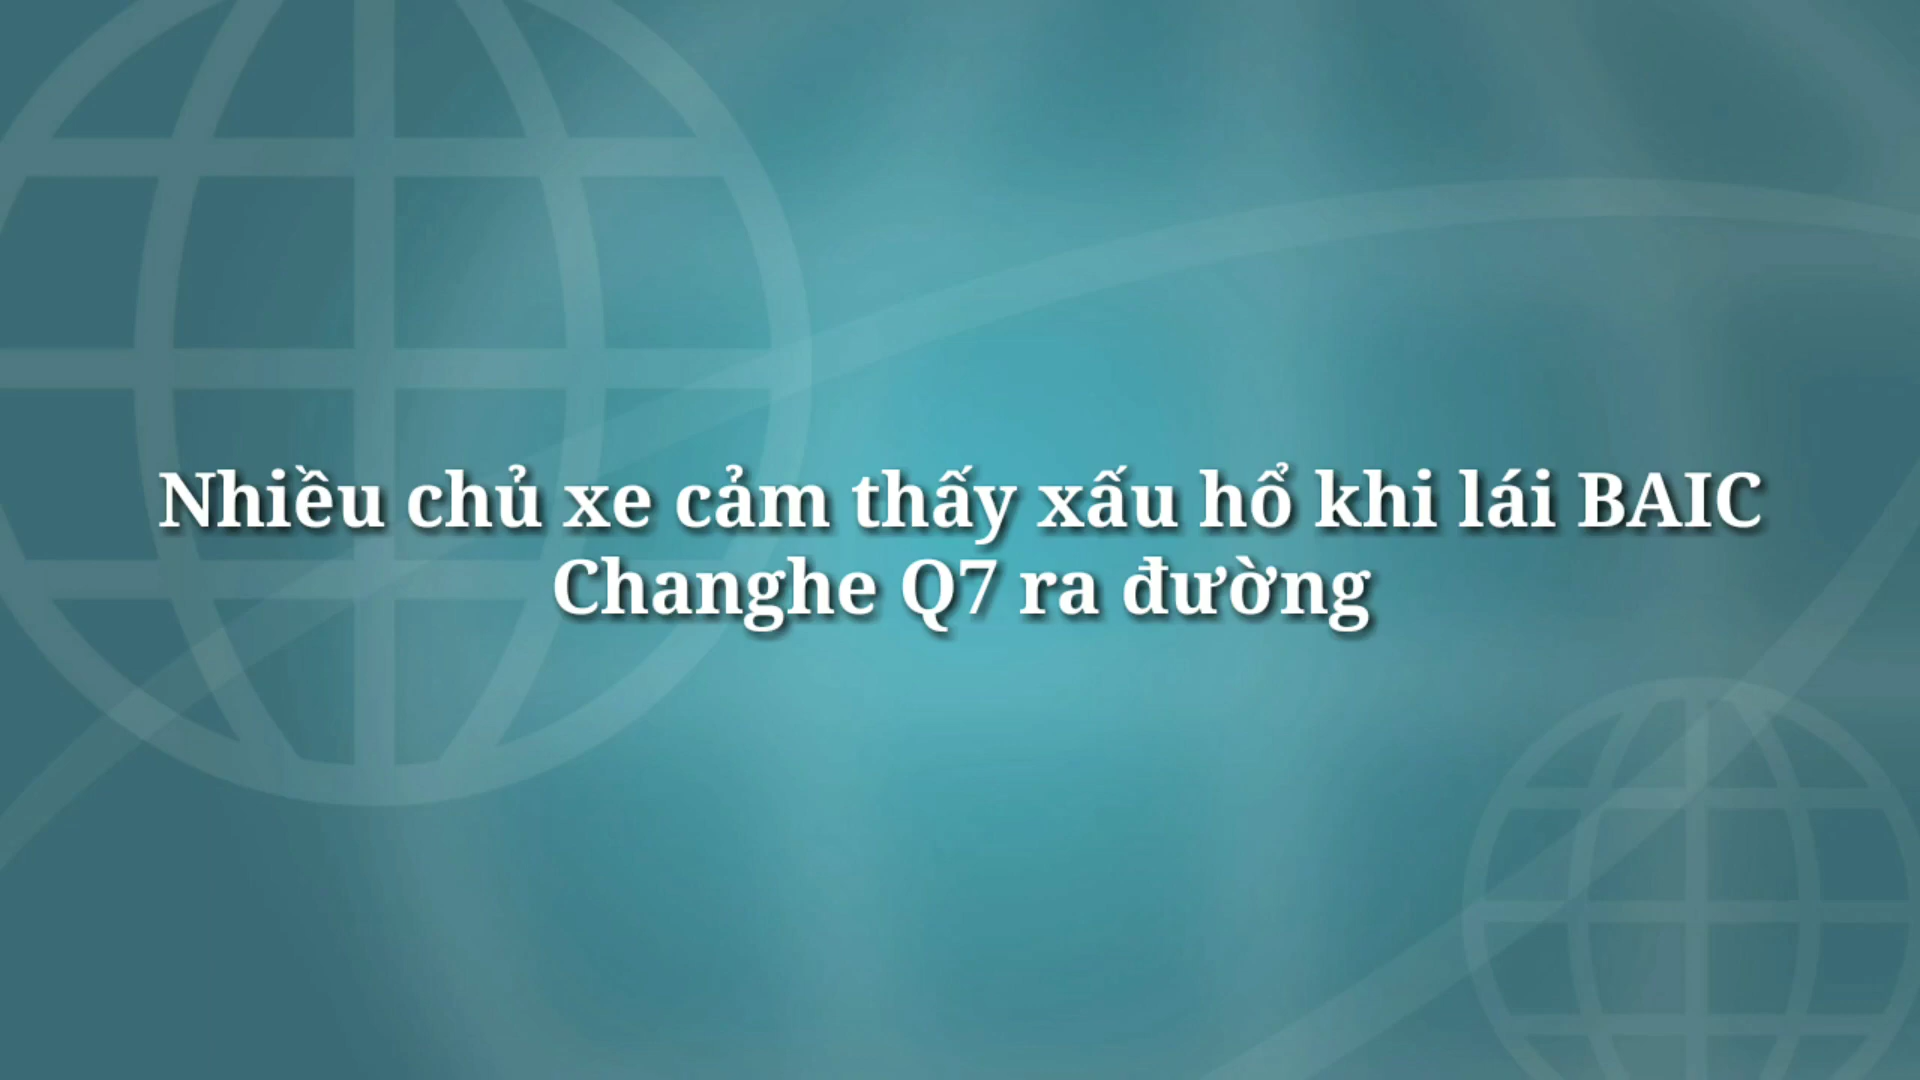 Nhiều chủ xe cảm thấy xấu hổ khi lái BAIC
Changhe Q7 ra đường